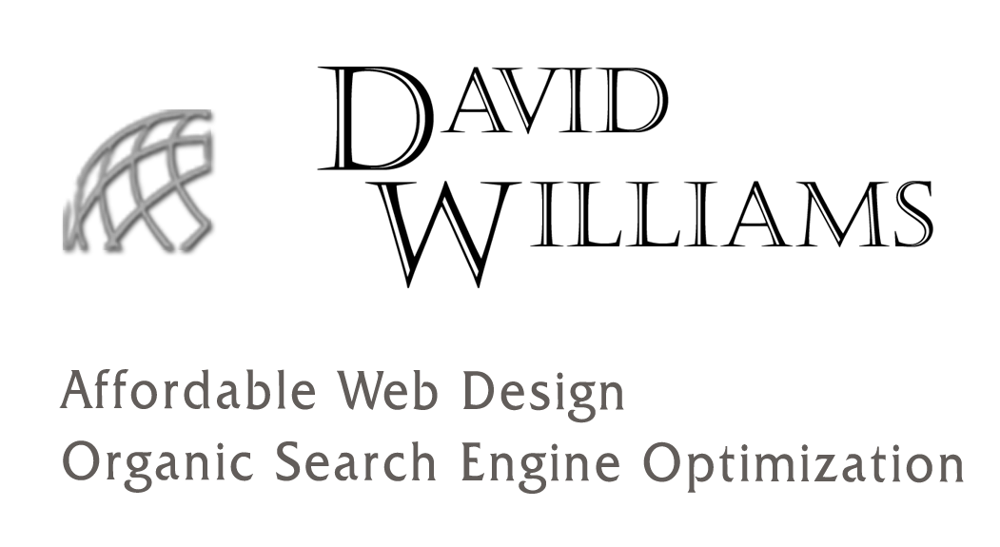 DAVID
WILLIAMS
Affordable Web Design
Organic Search Engine Optimization